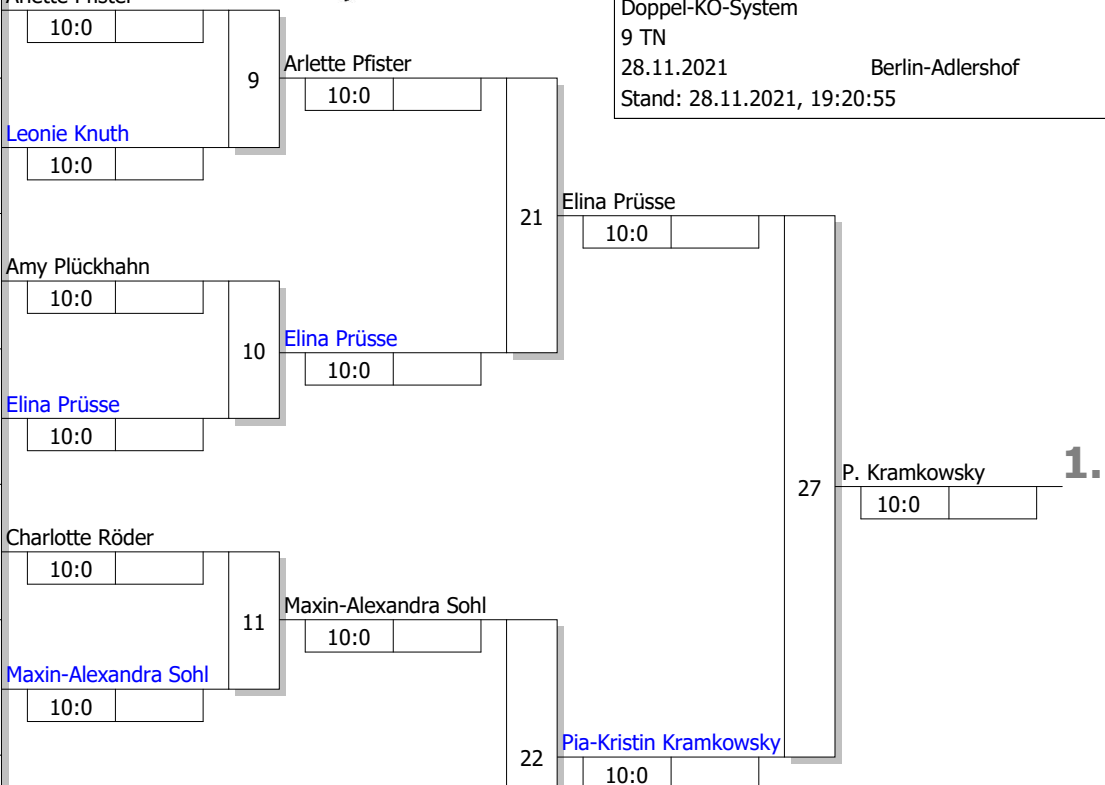 10:0
9
Arlette Pfister
10:0
Leonie Knuth
10:0
Doppel-KO-System
9 TN
28.11.2021 Berlin-Adlershof
Stand: 28.11.2021, 19:20:55
21
Elina Prüsse
10:0
Amy Plückhahn
10:0
10
Elina Prüsse
10:0
Elina Prüsse
10:0
27
P. Kramkowsky
1.
10:0
Charlotte Röder
10:0
11
Maxin-Alexandra Sohl
10:0
Maxin-Alexandra Sohl
10:0
22
Pia-Kristin Kramkowsky
10:0